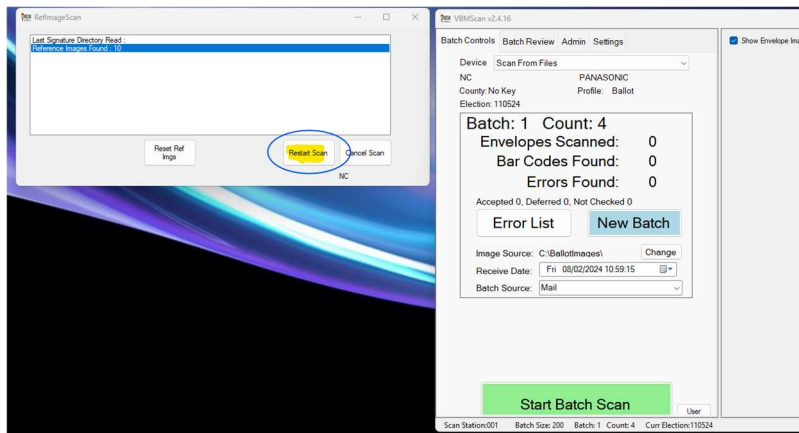 RefImageScan
Last Signature Directory Read :
Reference Images Found : 10
Reset Ref
Imgs
Restart Scan
Cancel Scan
NC
VBMScan v2.4.16
Batch Controls Batch Review Admin Settings
Device Scan From Files
NC PANASONIC
County: No Key Profile: Ballot
Election: 110524
Batch: 1 Count: 4
Envelopes Scanned: 0
Bar Codes Found: 0
Errors Found: 0
Accepted 0, Deferred 0, Not Checked 0
Error List New Batch
Image Source: C:\BallotImages\ Change
Receive Date: Fri 08/02/2024 10:59:15
Batch Source: Mail
Start Batch Scan
User
Scan Station:001 Batch Size: 200 Batch: 1 Count: 4 Curr Election:110524
Show Envelope Ima